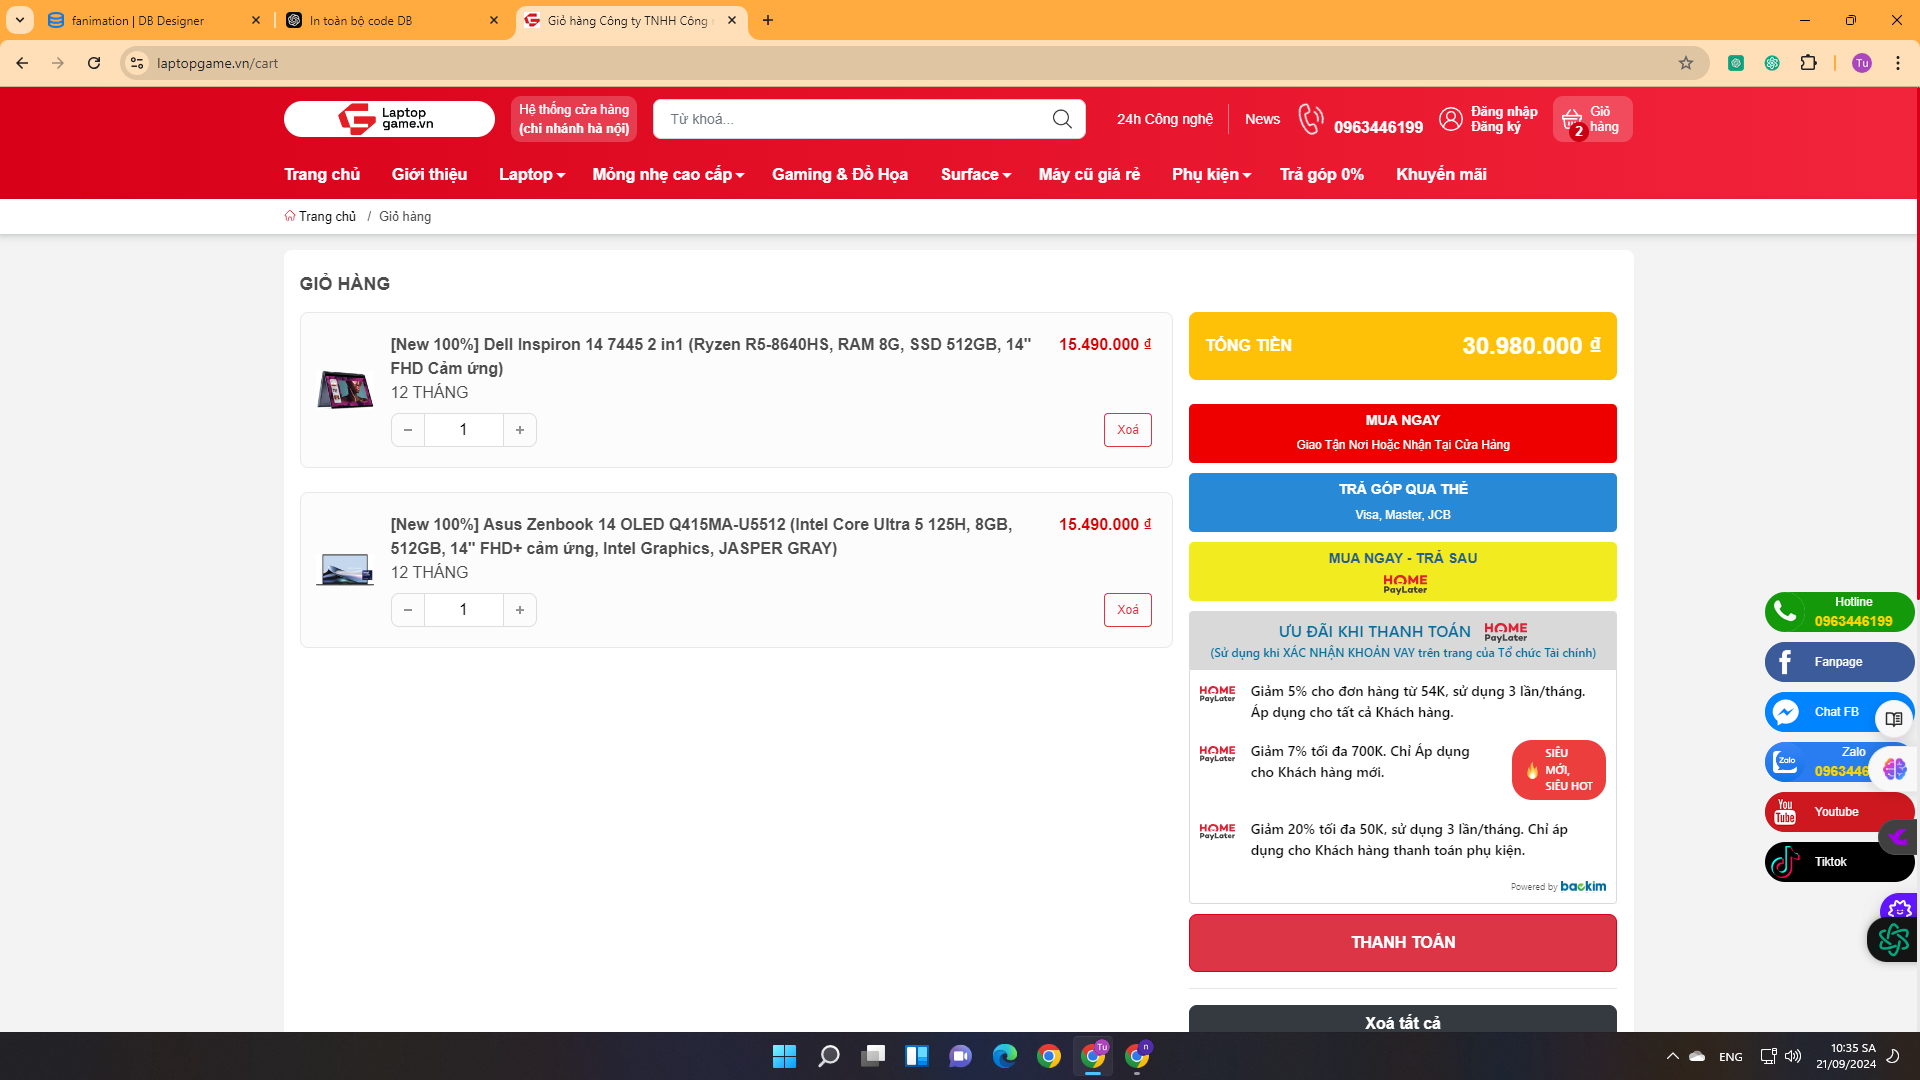 fanimation | DB Designer
In toàn bộ code DB
Giỏ hàng Công ty TNHH Công
laptopgame.vn/cart
Tu
Laptop
game.vn
Hệ thống cửa hàng
(chi nhánh hà nội)
Từ khoá...
24h Công nghệ
News
0963446199
Đăng nhập
Đăng ký
Giỏ
hàng
2
Trang chủ
Giới thiệu
Laptop
Mỏng nhẹ cao cấp
Gaming & Đồ Họa
Surface
Máy cũ giá rẻ
Phụ kiện
Trả góp 0%
Khuyến mãi
Trang chủ / Giỏ hàng
GIỎ HÀNG
[New 100%] Dell Inspiron 14 7445 2 in1 (Ryzen R5-8640HS, RAM 8G, SSD 512GB, 14"
FHD Cảm ứng)
15.490.000 ₫
12 THÁNG
− 1 +
Xoá
[New 100%] Asus Zenbook 14 OLED Q415MA-U5512 (Intel Core Ultra 5 125H, 8GB,
512GB, 14" FHD+ cảm ứng, Intel Graphics, JASPER GRAY)
15.490.000 ₫
12 THÁNG
− 1 +
Xoá
TỔNG TIỀN
30.980.000 ₫
MUA NGAY
Giao Tận Nơi Hoặc Nhận Tại Cửa Hàng
TRẢ GÓP QUA THẺ
Visa, Master, JCB
MUA NGAY - TRẢ SAU
HOME
PayLater
ƯU ĐÃI KHI THANH TOÁN HOME PayLater
(Sử dụng khi XÁC NHẬN KHOẢN VAY trên trang của Tổ chức Tài chính)
HOME PayLater
Giảm 5% cho đơn hàng từ 54K, sử dụng 3 lần/tháng.
Áp dụng cho tất cả Khách hàng.
HOME PayLater
Giảm 7% tối đa 700K. Chỉ Áp dụng
cho Khách hàng mới.
SIÊU
MỚI,
SIÊU HOT
HOME PayLater
Giảm 20% tối đa 50K, sử dụng 3 lần/tháng. Chỉ áp
dụng cho Khách hàng thanh toán phụ kiện.
Powered by baokim
THANH TOÁN
Xoá tất cả
Hotline
0963446199
Fanpage
Chat FB
Zalo
Zalo
0963446
You
Tube
Youtube
Tiktok
Tu
n
ENG
10:35 SA
21/09/2024